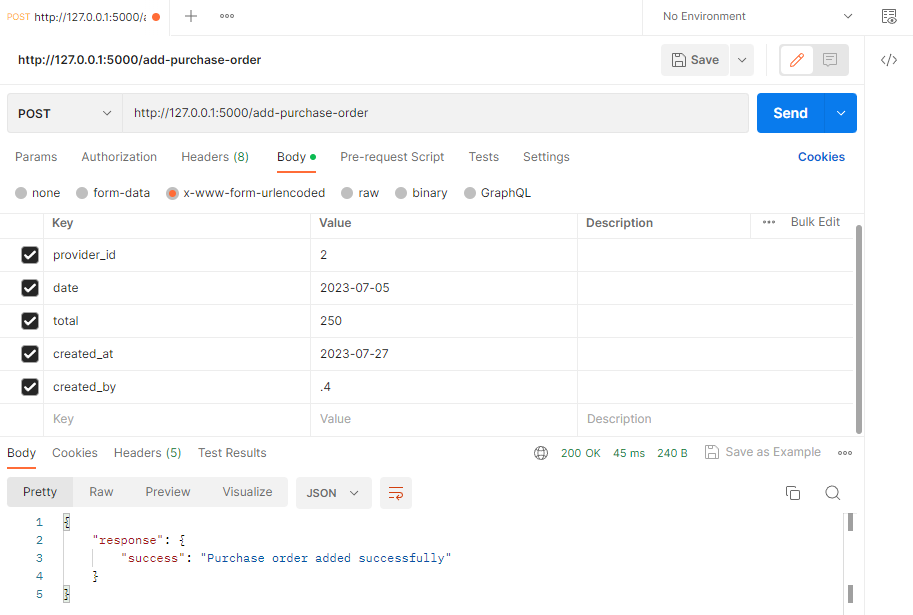 POST http://127.0.0.1:5000/a
No Environment
http://127.0.0.1:5000/add-purchase-order
Save
POST http://127.0.0.1:5000/add-purchase-order
Send
Params Authorization Headers (8) Body Pre-request Script Tests Settings Cookies
none form-data x-www-form-urlencoded raw binary GraphQL
Key Value Description Bulk Edit
provider_id 2
date 2023-07-05
total 250
created_at 2023-07-27
created_by .4
Key Value Description
Body Cookies Headers (5) Test Results 200 OK 45 ms 240 B Save as Example
Pretty Raw Preview Visualize JSON
1 {
2 "response": {
3 "success": "Purchase order added successfully"
4 }
5 }